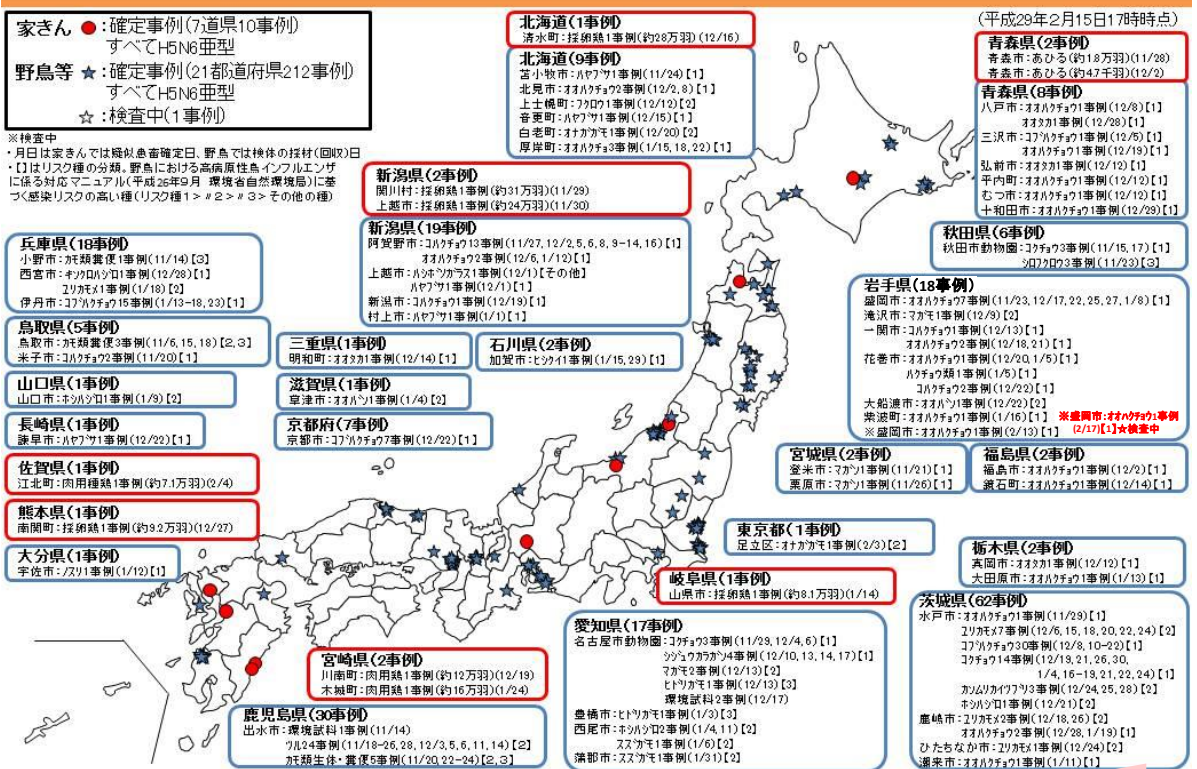 家きん ●:確定事例(7道県10事例)
すべてH5N6亜型
野鳥等 ★:確定事例(21都道府県212事例)
すべてH5N6亜型
☆:検査中(1事例)
※検査中
・月日は家きんでは疑似患畜確定日、野鳥では検体の採材(回収)日
・【】はリスク種の分類。野鳥における高病原性鳥インフルエンザ
に係る対応マニュアル(平成26年9月 環境省自然環境局)に基
づく感染リスクの高い種(リスク種1>〃2>〃3>その他の種)
(平成29年2月15日17時時点)
北海道(1事例)
清水町:採卵鶏1事例(約28万羽)(12/16)
北海道(9事例)
苫小牧市:ハヤブサ1事例(11/24)【1】
北見市:オオハクチョウ2事例(12/2,8)【1】
上士幌町:フクロウ1事例(12/12)【2】
音更町:ハヤブサ1事例(12/15)【1】
白老町:オナガガモ1事例(12/20)【2】
厚岸町:オオハクチョウ3事例(1/15,18,22)【1】
青森県(2事例)
青森市:あひる(約1.8万羽)(11/28)
青森市:あひる(約4.7千羽)(12/2)
青森県(8事例)
八戸市:オオハクチョウ1事例(12/8)【1】
オオタカ1事例(12/28)【1】
三沢市:コブハクチョウ1事例(12/5)【1】
オオハクチョウ1事例(12/19)【1】
弘前市:オオタカ1事例(12/12)【1】
平内町:オオハクチョウ1事例(12/12)【1】
むつ市:オオハクチョウ1事例(12/12)【1】
十和田市:オオハクチョウ1事例(12/29)【1】
新潟県(2事例)
関川村:採卵鶏1事例(約31万羽)(11/29)
上越市:採卵鶏1事例(約24万羽)(11/30)
新潟県(19事例)
阿賀野市:コハクチョウ13事例(11/27,12/2,5,6,8,9-14,16)【1】
オオハクチョウ2事例(12/6,1/12)【1】
上越市:ハシボソガラス1事例(12/1)【その他】
ハヤブサ1事例(12/1)【1】
新潟市:コハクチョウ1事例(12/19)【1】
村上市:ハヤブサ1事例(1/1)【1】
秋田県(6事例)
秋田市動物園:コクチョウ3事例(11/15,17)【1】
シロフクロウ3事例(11/23)【3】
兵庫県(18事例)
小野市:カモ類糞便1事例(11/14)【3】
西宮市:キンクロハジロ1事例(12/28)【1】
ユリカモメ1事例(1/18)【2】
伊丹市:コブハクチョウ15事例(1/13-18,23)【1】
岩手県(18事例)
盛岡市:オオハクチョウ7事例(11/23,12/17,22,25,27,1/8)【1】
滝沢市:マガモ1事例(12/9)【2】
一関市:コハクチョウ1事例(12/13)【1】
オオハクチョウ2事例(12/18,21)【1】
花巻市:オオハクチョウ1事例(12/20,1/5)【1】
ハクチョウ類1事例(1/5)【1】
コハクチョウ2事例(12/22)【1】
大船渡市:オオバン1事例(12/22)【2】
紫波町:オオハクチョウ1事例(1/16)【1】
※盛岡市:オオハクチョウ1事例(2/13)【1】
※盛岡市:オオハクチョウ1事例
(2/17)【1】★検査中
鳥取県(5事例)
鳥取市:カモ類糞便3事例(11/6,15,18)【2,3】
米子市:コハクチョウ2事例(11/20)【1】
三重県(1事例)
明和町:オオタカ1事例(12/14)【1】
石川県(2事例)
加賀市:ヒシクイ1事例(1/15,29)【1】
山口県(1事例)
山口市:ホシハジロ1事例(1/9)【2】
滋賀県(1事例)
草津市:オオバン1事例(1/4)【2】
長崎県(1事例)
諫早市:ハヤブサ1事例(12/22)【1】
京都府(7事例)
京都市:コブハクチョウ7事例(12/22)【1】
佐賀県(1事例)
江北町:肉用種鶏1事例(約7.1万羽)(2/4)
宮城県(2事例)
登米市:マガン1事例(11/21)【1】
栗原市:マガン1事例(11/26)【1】
福島県(2事例)
福島市:オオハクチョウ1事例(12/2)【1】
鏡石町:オオハクチョウ1事例(12/14)【1】
熊本県(1事例)
南関町:採卵鶏1事例(約9.2万羽)(12/27)
東京都(1事例)
足立区:オナガガモ1事例(2/3)【2】
大分県(1事例)
宇佐市:ノスリ1事例(1/12)【1】
栃木県(2事例)
真岡市:オオタカ1事例(12/12)【1】
大田原市:オオハクチョウ1事例(1/13)【1】
岐阜県(1事例)
山県市:採卵鶏1事例(約8.1万羽)(1/14)
茨城県(62事例)
水戸市:オオハクチョウ1事例(11/29)【1】
ユリカモメ7事例(12/6,15,18,20,22,24)【2】
コブハクチョウ30事例(12/8,10-22)【1】
コクチョウ14事例(12/19,21,26,30,
1/4,16-19,21,22,24)【1】
カンムリカイツブリ3事例(12/24,25,28)【2】
ホシハジロ1事例(12/21)【2】
鹿嶋市:ユリカモメ2事例(12/18,26)【2】
オオハクチョウ2事例(12/28,1/19)【1】
ひたちなか市:ユリカモメ1事例(12/24)【2】
潮来市:オオハクチョウ1事例(1/11)【1】
愛知県(17事例)
名古屋市動物園:コクチョウ3事例(11/29,12/4,6)【1】
シジュウカラガン4事例(12/10,13,14,17)【1】
マガモ2事例(12/13)【2】
ヒドリガモ1事例(12/13)【3】
環境試料2事例(12/17)
豊橋市:ヒドリガモ1事例(1/3)【3】
西尾市:ホシハジロ2事例(1/4,11)【2】
スズガモ1事例(1/6)【2】
蒲郡市:スズガモ1事例(1/31)【2】
宮崎県(2事例)
川南町:肉用鶏1事例(約12万羽)(12/19)
木城町:肉用鶏1事例(約16万羽)(1/24)
鹿児島県(30事例)
出水市:環境試料1事例(11/14)
ツル24事例(11/18-26,28,12/3,5,6,11,14)【2】
カモ類生体・糞便5事例(11/20,22-24)【2,3】